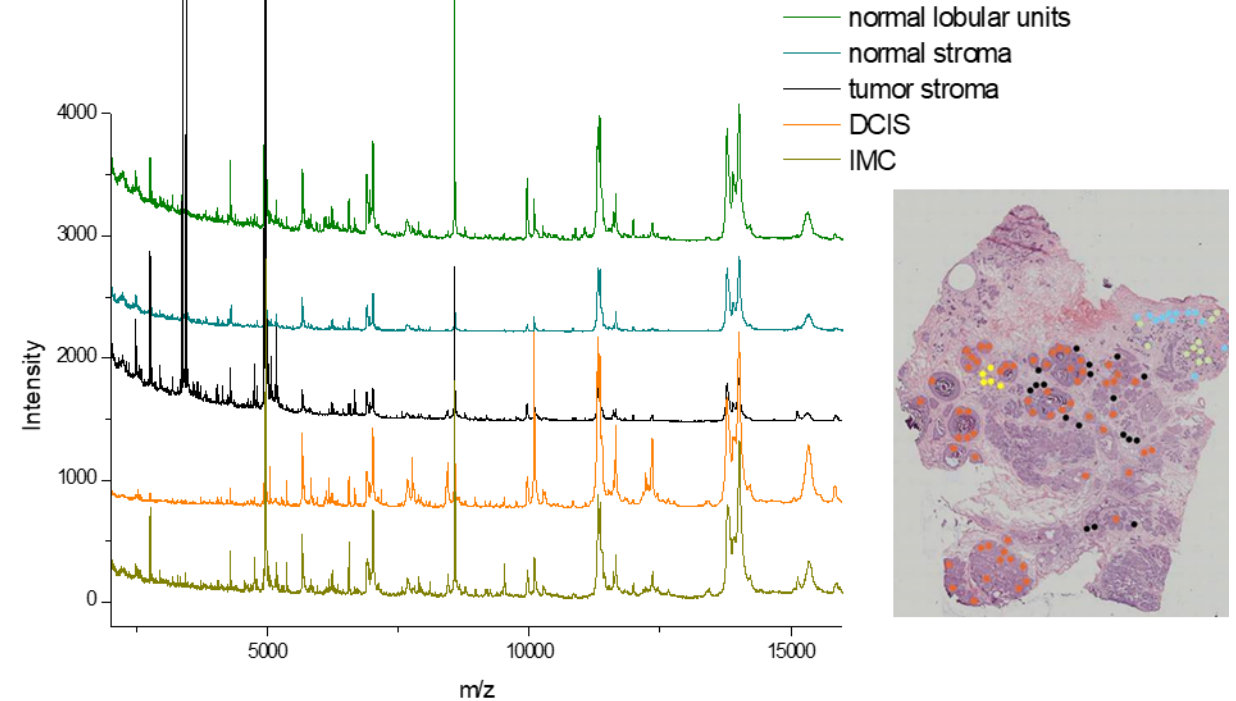 normal lobular units
normal stroma
tumor stroma
DCIS
IMC
4000
3000
2000
1000
0
Intensity
5000
10000
15000
m/z